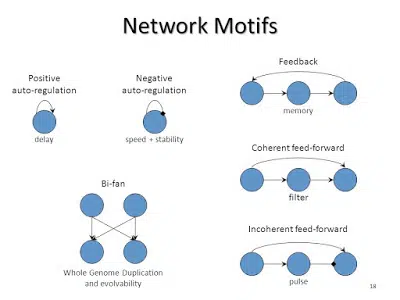 Network Motifs
Positive
auto-regulation
delay
Negative
auto-regulation
speed + stability
Feedback
memory
Coherent feed-forward
filter
Bi-fan
Whole Genome Duplication
and evolvability
Incoherent feed-forward
pulse
18